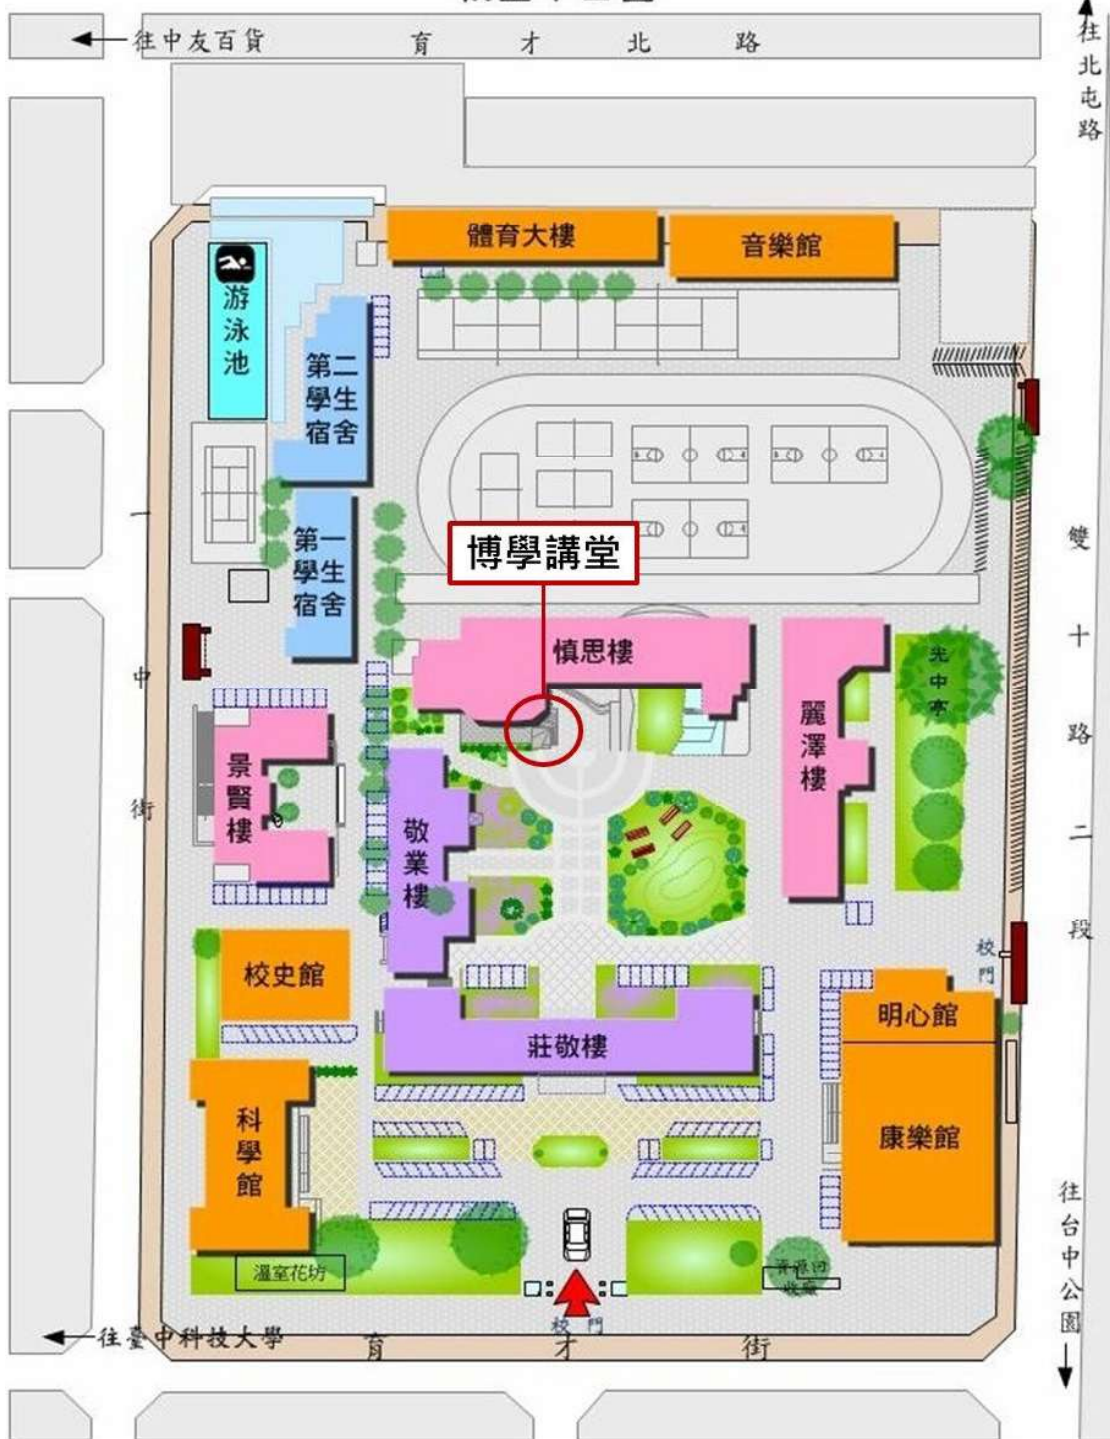 往中友百貨
育才北路
往北屯路
體育大樓
音樂館
游泳池
第二學生宿舍
第一學生宿舍
博學講堂
慎思樓
光中亭
麗澤樓
景賢樓
敬業樓
一中街
雙十路二段
校門
校史館
明心館
莊敬樓
科學館
康樂館
溫室花坊
資源回
收廠
往台中公園
校門
往臺中科技大學
育才街